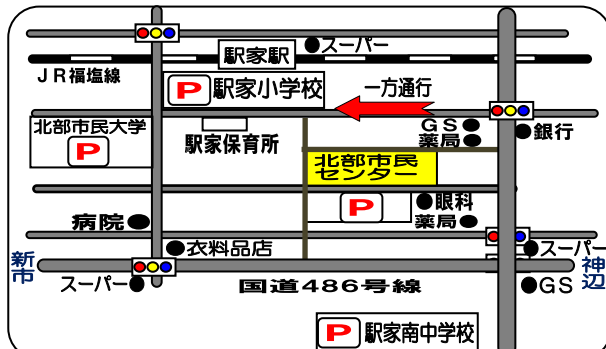 スーパー
駅家駅
JR福塩線
P 駅家小学校
一方通行
北部市民大学
P
駅家保育所
GS
薬局
銀行
北部市民
センター
P
眼科
薬局
病院
衣料品店
スーパー
新市
神辺
スーパー
国道486号線
GS
P 駅家南中学校